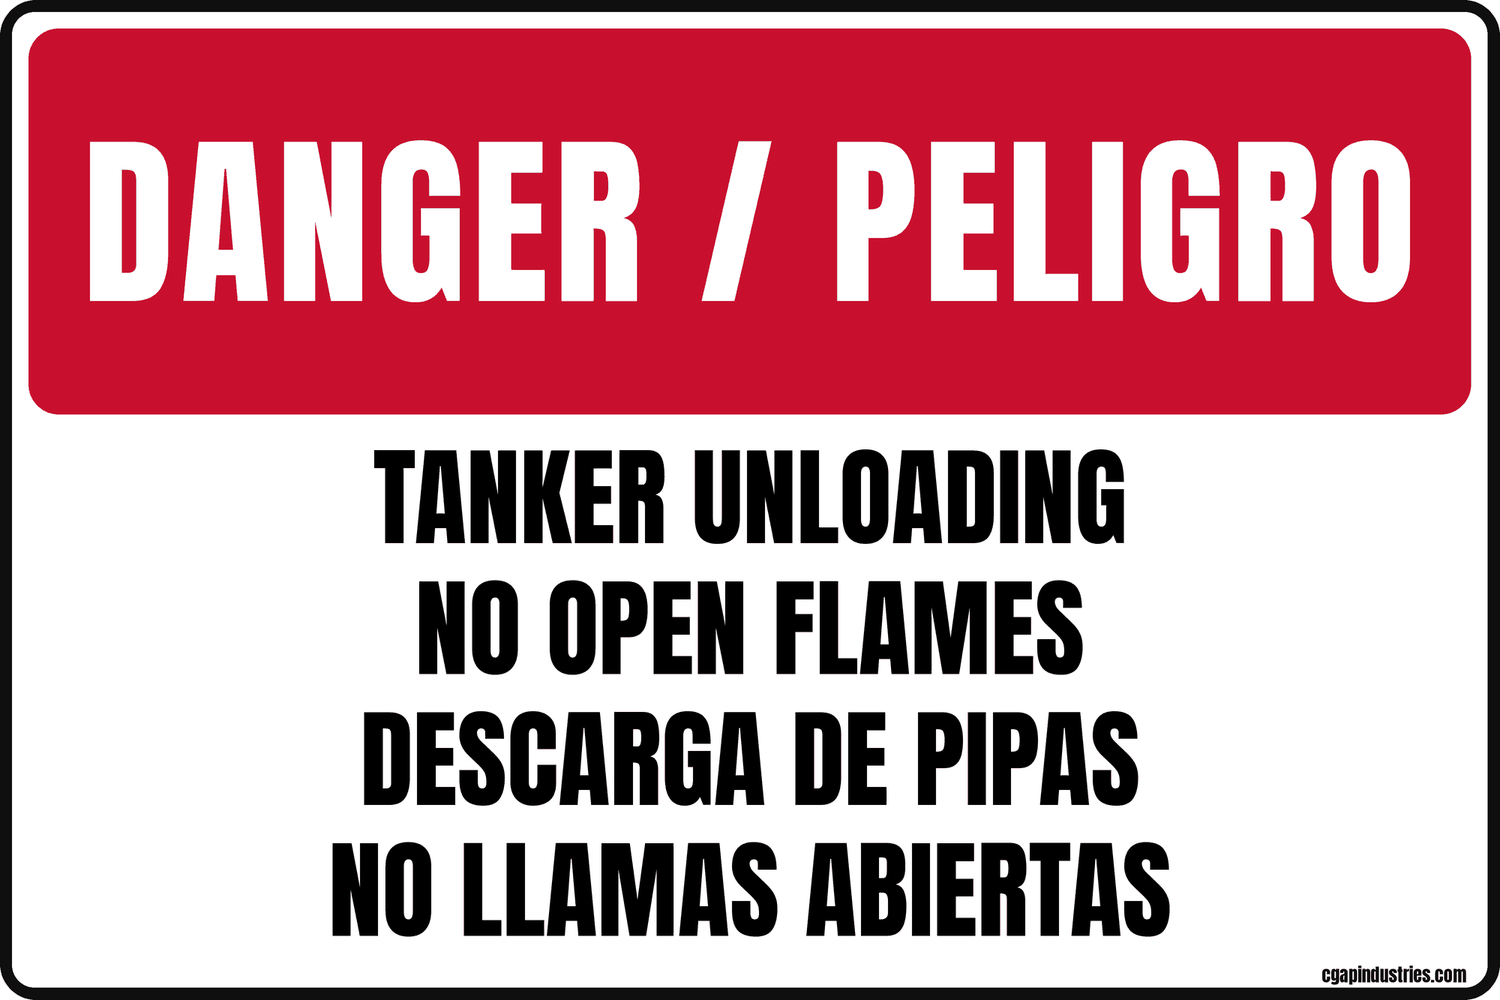 DANGER / PELIGRO
TANKER UNLOADING
NO OPEN FLAMES
DESCARGA DE PIPAS
NO LLAMAS ABIERTAS
cgapindustries.com